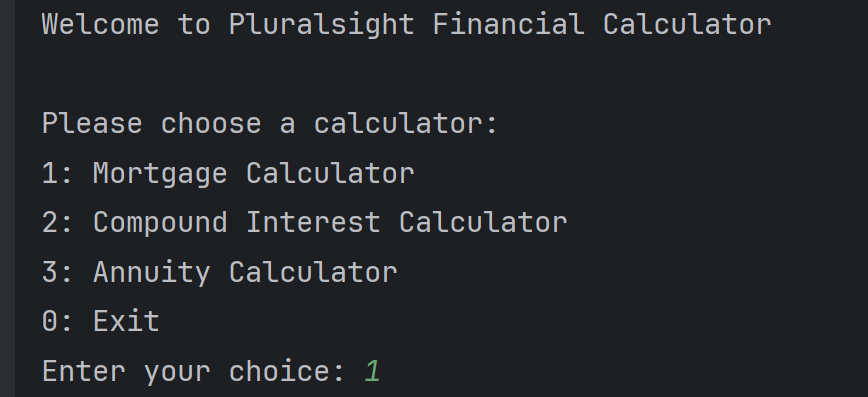 Welcome to Pluralsight Financial Calculator
Please choose a calculator:
1: Mortgage Calculator
2: Compound Interest Calculator
3: Annuity Calculator
0: Exit
Enter your choice: 1